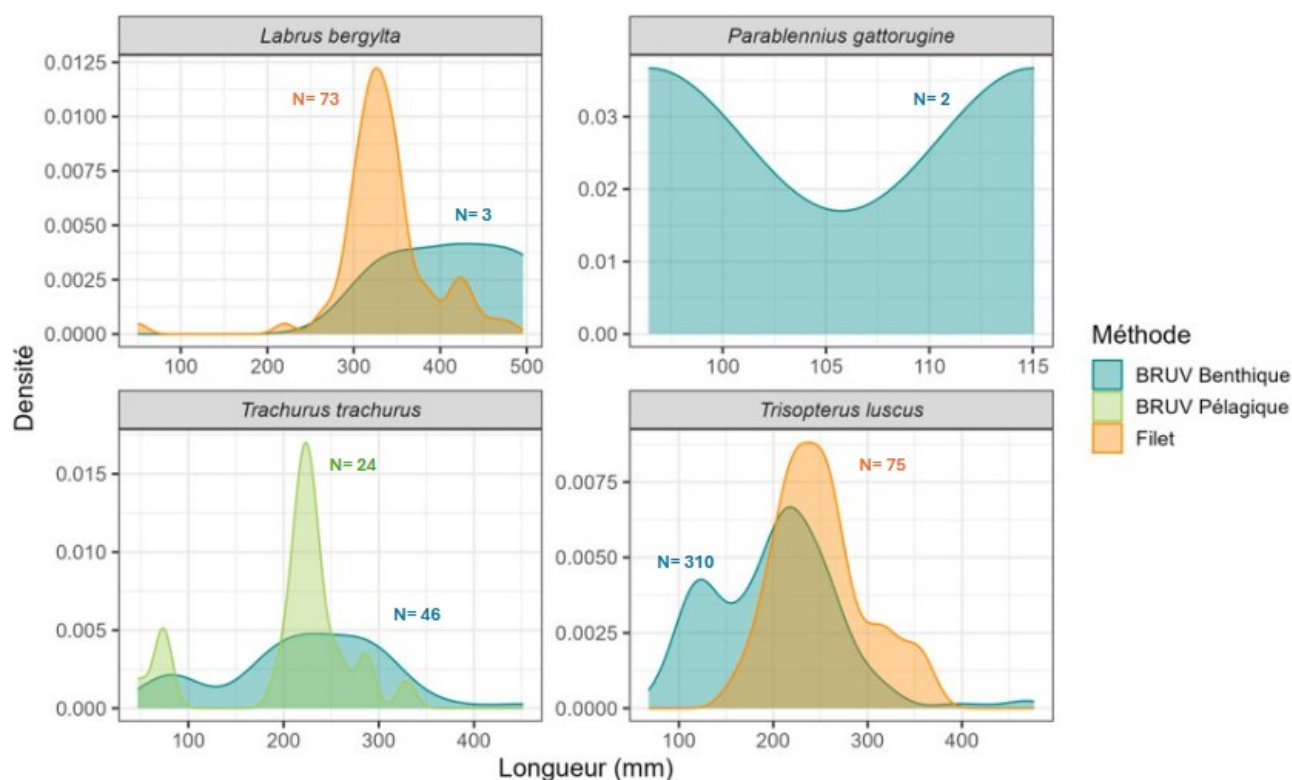 Labrus bergylta
Parablennius gattorugine
0.0125
0.0100
0.0075
0.0050
0.0025
0.0000
N= 73
N= 3
100 200 300 400 500
0.03
0.02
0.01
0.00
N= 2
100 105 110 115
Densité
Trachurus trachurus
Trisopterus luscus
0.015
0.010
0.005
0.000
N= 24
N= 46
100 200 300 400
0.0075
0.0050
0.0025
0.0000
N= 75
N= 310
100 200 300 400
Longueur (mm)
Méthode
BRUV Benthique
BRUV Pélagique
Filet